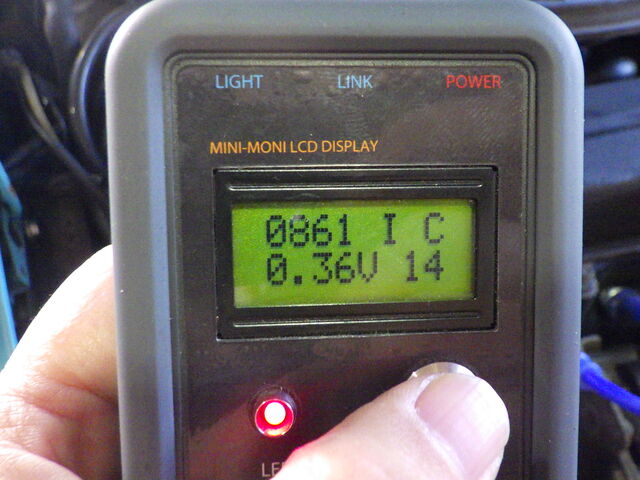 LIGHT LINK POWER
MINI-MONI LCD DISPLAY
0861 I C
0.36V 14